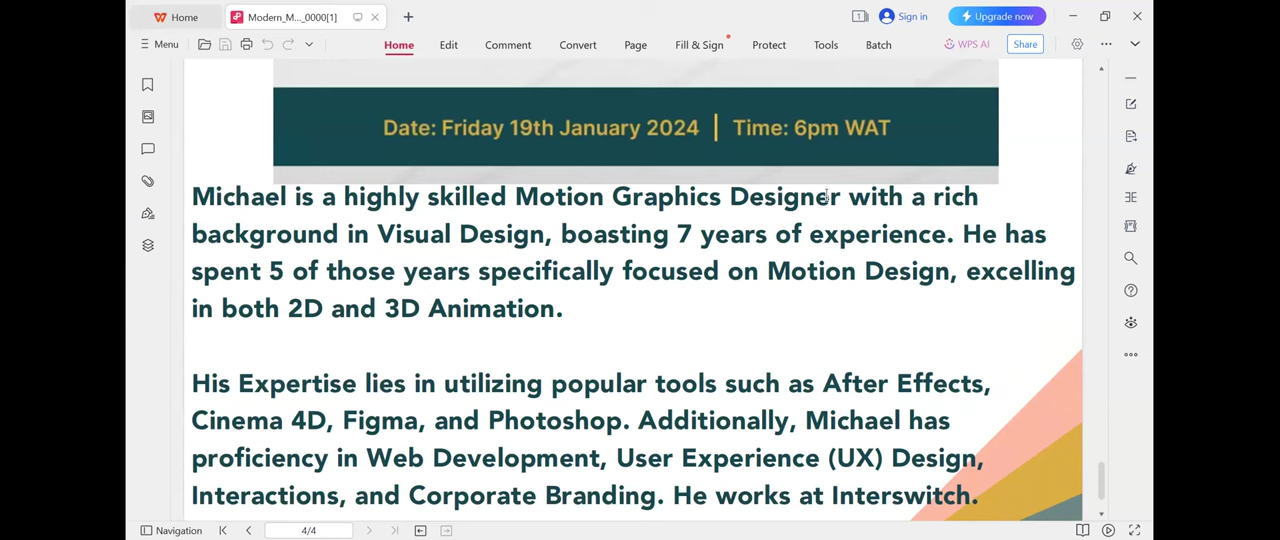 Home
Modern_M..._0000[1]
1
Sign in
Upgrade now
Menu
Home
Edit
Comment
Convert
Page
Fill & Sign
Protect
Tools
Batch
WPS AI
Share
Date: Friday 19th January 2024 | Time: 6pm WAT
Michael is a highly skilled Motion Graphics Designer with a rich
background in Visual Design, boasting 7 years of experience. He has
spent 5 of those years specifically focused on Motion Design, excelling
in both 2D and 3D Animation.
His Expertise lies in utilizing popular tools such as After Effects,
Cinema 4D, Figma, and Photoshop. Additionally, Michael has
proficiency in Web Development, User Experience (UX) Design,
Interactions, and Corporate Branding. He works at Interswitch.
Navigation
4/4